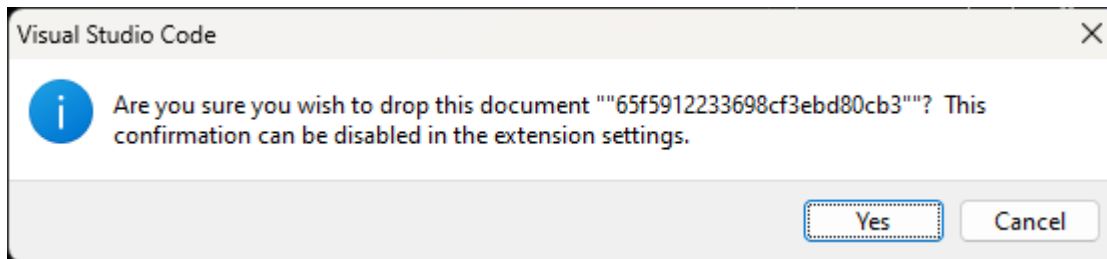 Visual Studio Code
Are you sure you wish to drop this document ""65f5912233698cf3ebd80cb3""? This
confirmation can be disabled in the extension settings.
Yes
Cancel